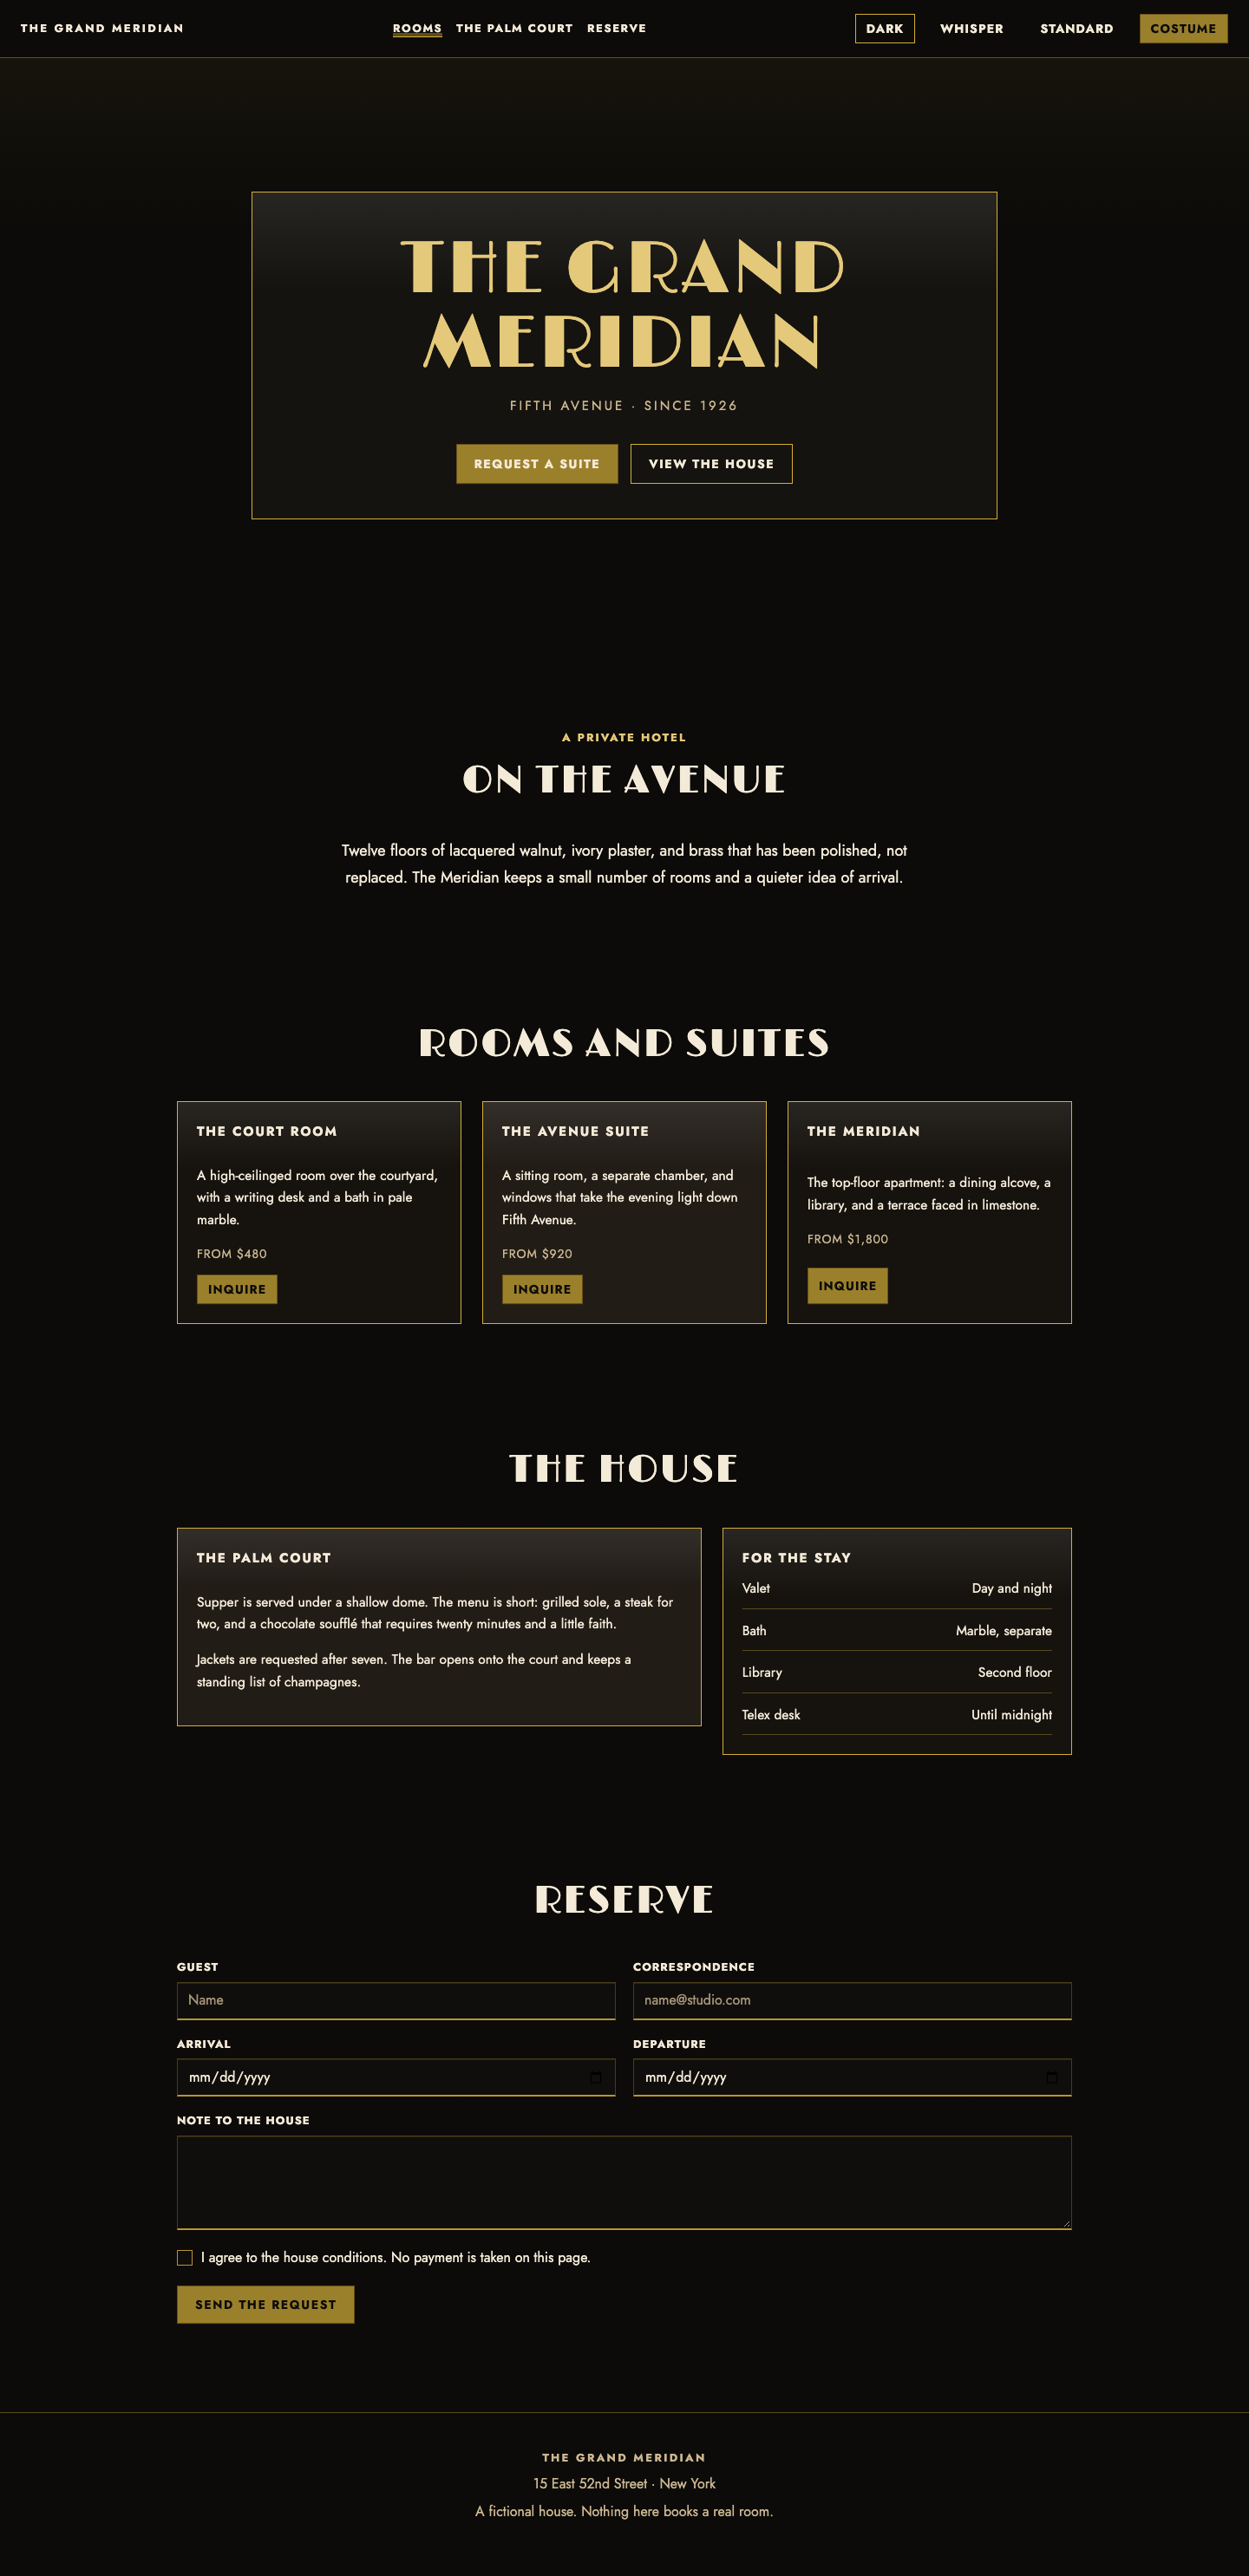 THE GRAND MERIDIAN
ROOMS THE PALM COURT RESERVE
DARK WHISPER STANDARD COSTUME
THE GRAND
MERIDIAN
FIFTH AVENUE · SINCE 1926
REQUEST A SUITE VIEW THE HOUSE
A PRIVATE HOTEL
ON THE AVENUE
Twelve floors of lacquered walnut, ivory plaster, and brass that has been polished, not
replaced. The Meridian keeps a small number of rooms and a quieter idea of arrival.
ROOMS AND SUITES
THE COURT ROOM
A high-ceilinged room over the courtyard,
with a writing desk and a bath in pale
marble.
FROM $480
INQUIRE
THE AVENUE SUITE
A sitting room, a separate chamber, and
windows that take the evening light down
Fifth Avenue.
FROM $920
INQUIRE
THE MERIDIAN
The top-floor apartment: a dining alcove, a
library, and a terrace faced in limestone.
FROM $1,800
INQUIRE
THE HOUSE
THE PALM COURT
Supper is served under a shallow dome. The menu is short: grilled sole, a steak for
two, and a chocolate soufflé that requires twenty minutes and a little faith.
Jackets are requested after seven. The bar opens onto the court and keeps a
standing list of champagnes.
FOR THE STAY
Valet Day and night
Bath Marble, separate
Library Second floor
Telex desk Until midnight
RESERVE
GUEST
Name
CORRESPONDENCE
name@studio.com
ARRIVAL
mm/dd/yyyy
DEPARTURE
mm/dd/yyyy
NOTE TO THE HOUSE
I agree to the house conditions. No payment is taken on this page.
SEND THE REQUEST
THE GRAND MERIDIAN
15 East 52nd Street · New York
A fictional house. Nothing here books a real room.